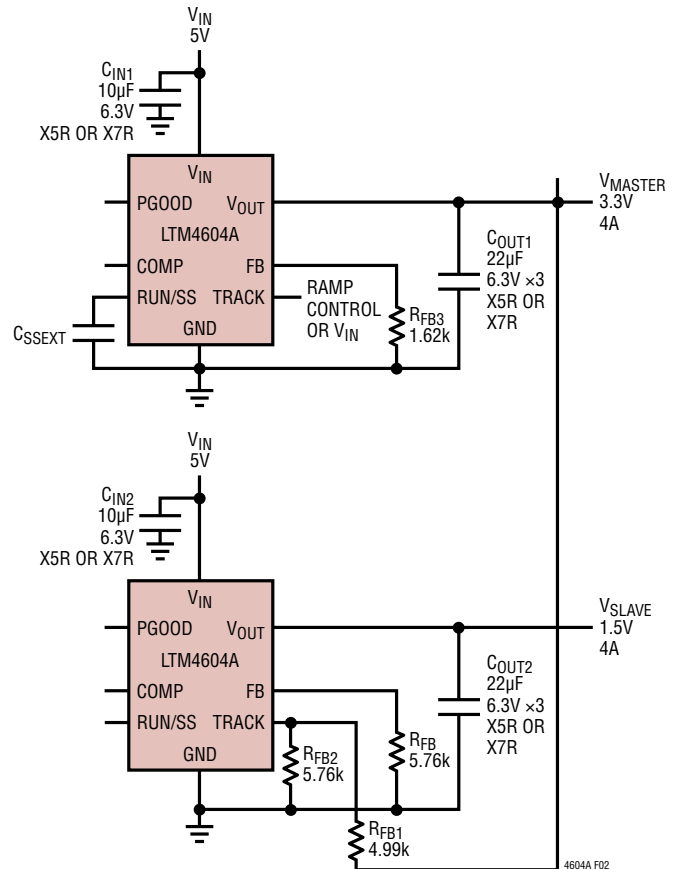 VIN
5V
CIN1
10µF
6.3V
X5R OR X7R
VIN
PGOOD
VOUT
LTM4604A
COMP
FB
RUN/SS
TRACK
GND
CSSEXT
RAMP
CONTROL
OR VIN
RFB3
1.62k
COUT1
22µF
6.3V ×3
X5R OR
X7R
VMASTER
3.3V
4A
VIN
5V
CIN2
10µF
6.3V
X5R OR X7R
VIN
PGOOD
VOUT
LTM4604A
COMP
FB
RUN/SS
TRACK
GND
RFB2
5.76k
RFB
5.76k
COUT2
22µF
6.3V ×3
X5R OR
X7R
VSLAVE
1.5V
4A
RFB1
4.99k
4604A F02